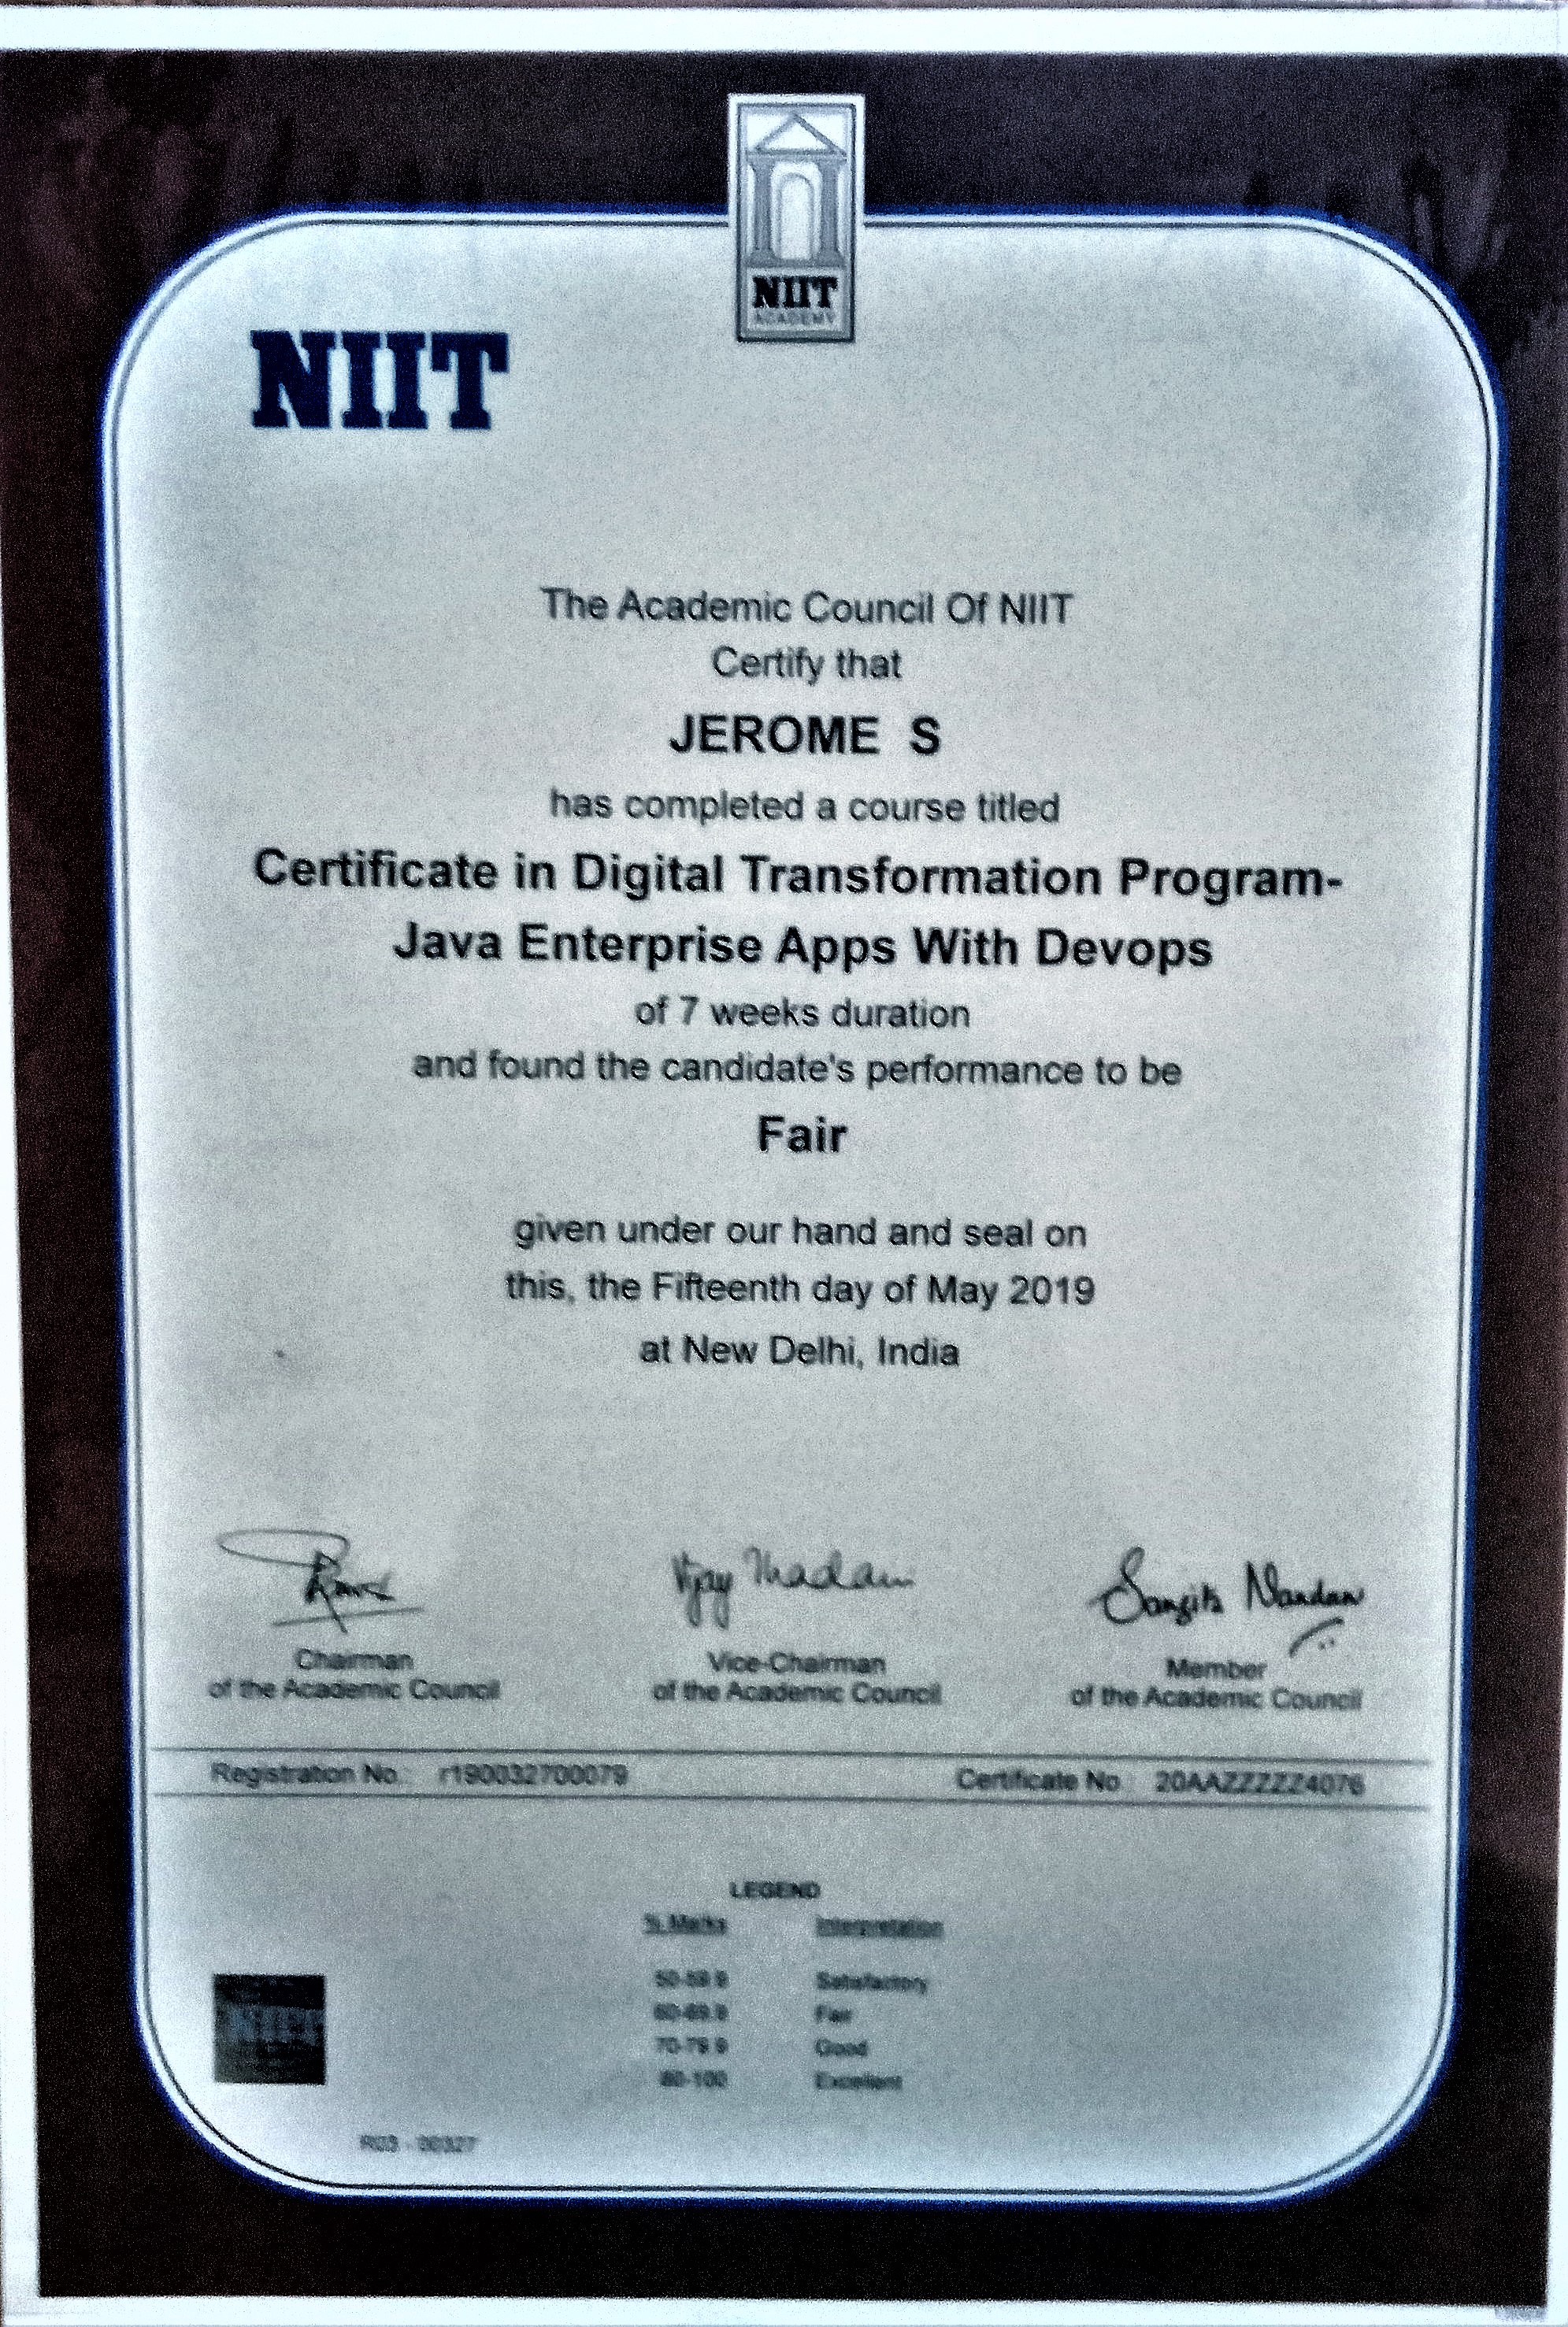 NIIT
ACADEMY
NIIT
The Academic Council Of NIIT
Certify that
JEROME S
has completed a course titled
Certificate in Digital Transformation Program-
Java Enterprise Apps With Devops
of 7 weeks duration
and found the candidate's performance to be
Fair
given under our hand and seal on
this, the Fifteenth day of May 2019
at New Delhi, India
Vijay Thadani
Chairman Vice-Chairman Member
of the Academic Council of the Academic Council of the Academic Council
Registration No.: r190032700079 Certificate No.: 20AAZZZZZ4076
LEGEND
% Marks Interpretation
50-59.9 Satisfactory
60-69.9 Fair
70-79.9 Good
80-100 Excellent
R03 - 00327